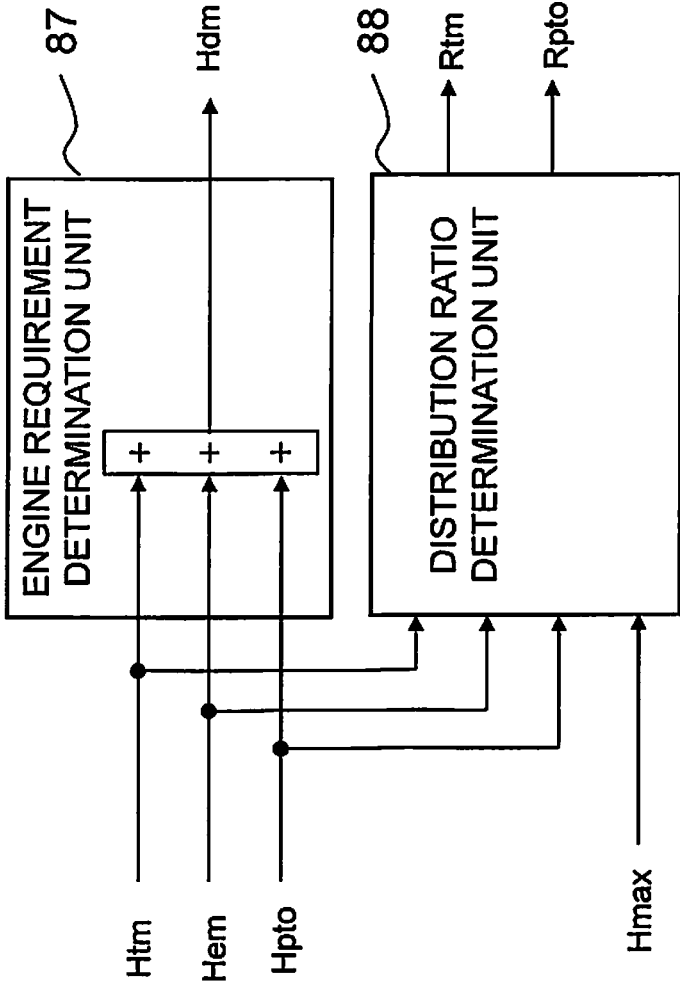 87
ENGINE REQUIREMENT
DETERMINATION UNIT
Htm
+
Hem
+
Hdm
Hpto
+
88
DISTRIBUTION RATIO
DETERMINATION UNIT
Rtm
Rpto
Hmax